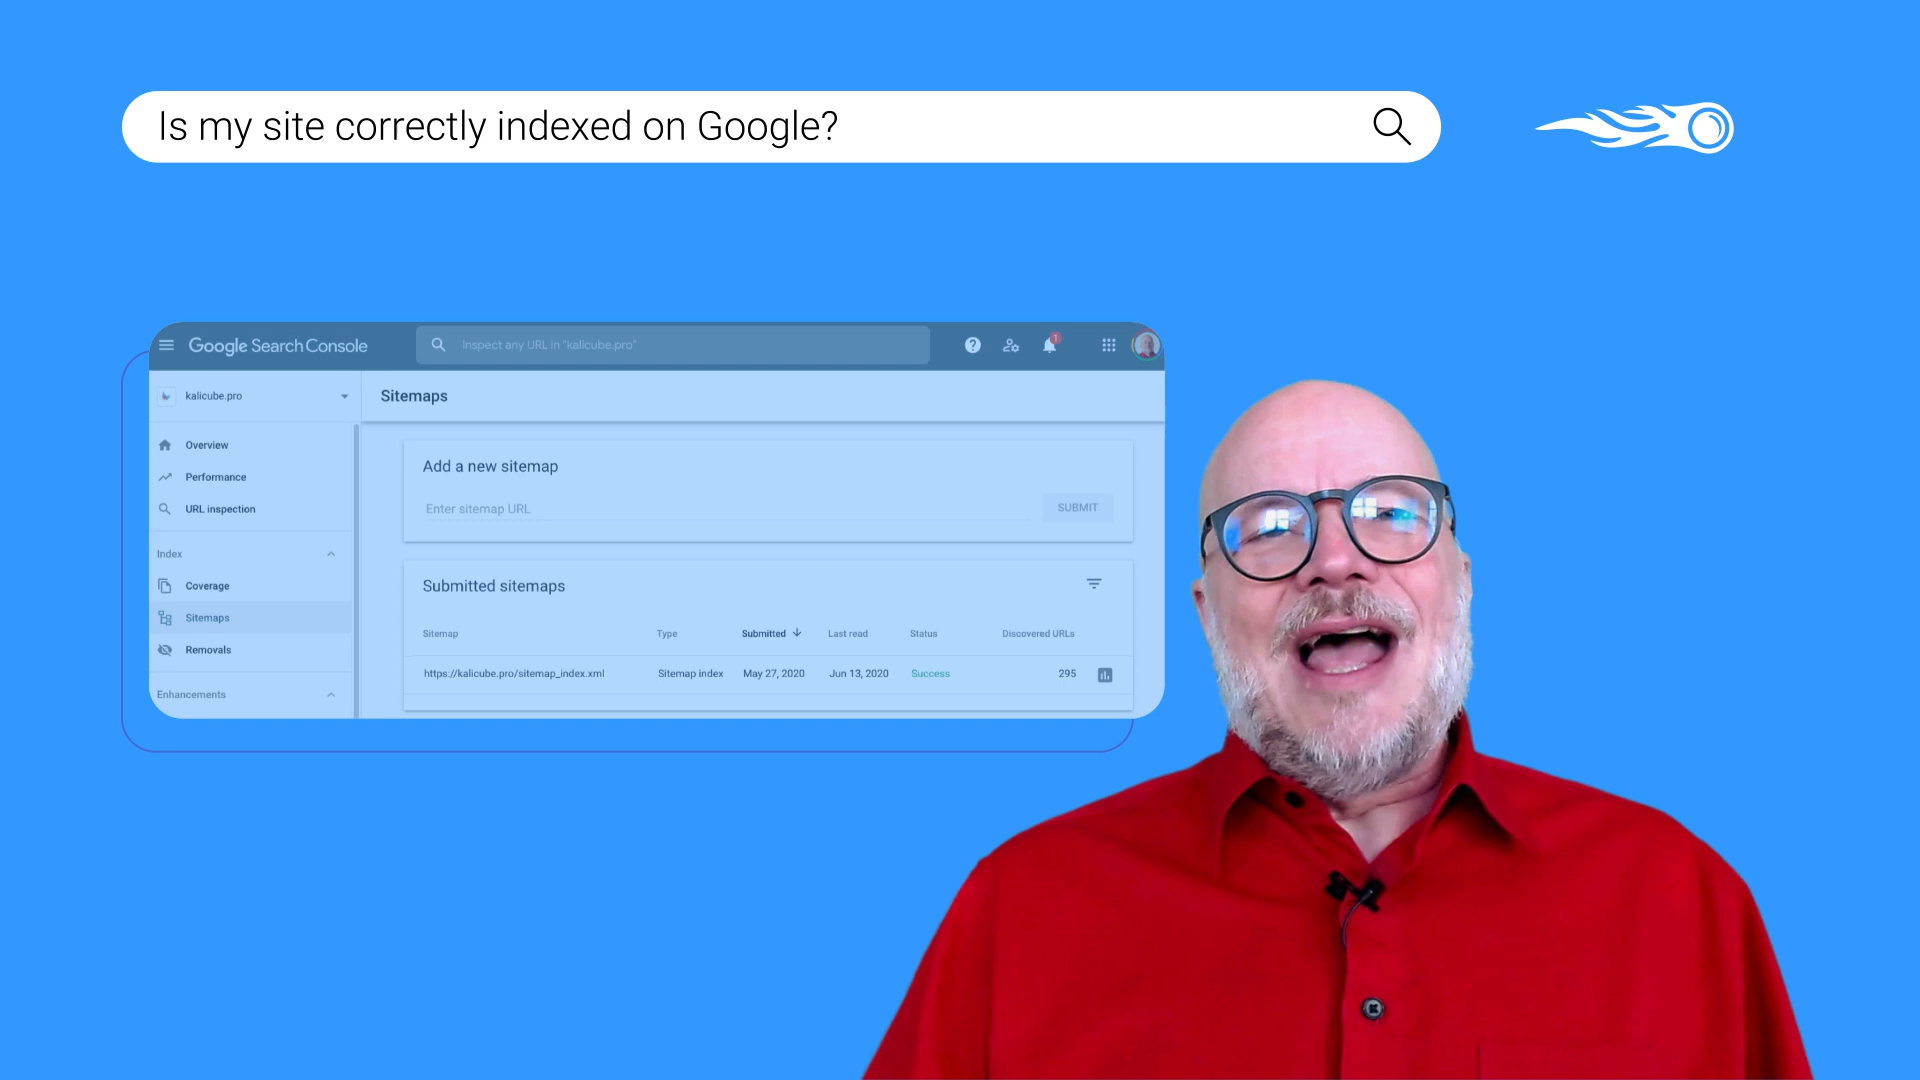 Is my site correctly indexed on Google?
Google Search Console
Inspect any URL in "kalicube.pro"
1
kalicube.pro
Sitemaps
Overview
Performance
URL inspection
Index
Coverage
Sitemaps
Removals
Enhancements
Add a new sitemap
Enter sitemap URL
SUBMIT
Submitted sitemaps
Sitemap Type Submitted Last read Status Discovered URLs
https://kalicube.pro/sitemap_index.xml Sitemap index May 27, 2020 Jun 13, 2020 Success 295